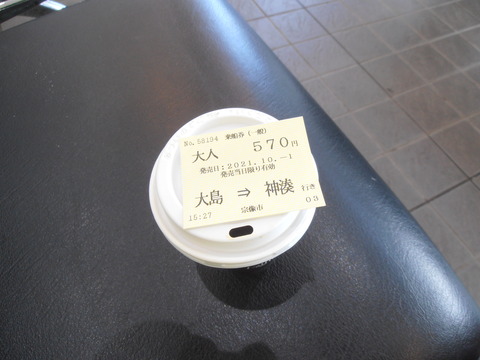 No.58194 乗船券(一般)
大人 570円
発売日:2021.10.-1
発売当日限り有効
大島 ⇒ 神湊 行き
15:27 宗像市 03